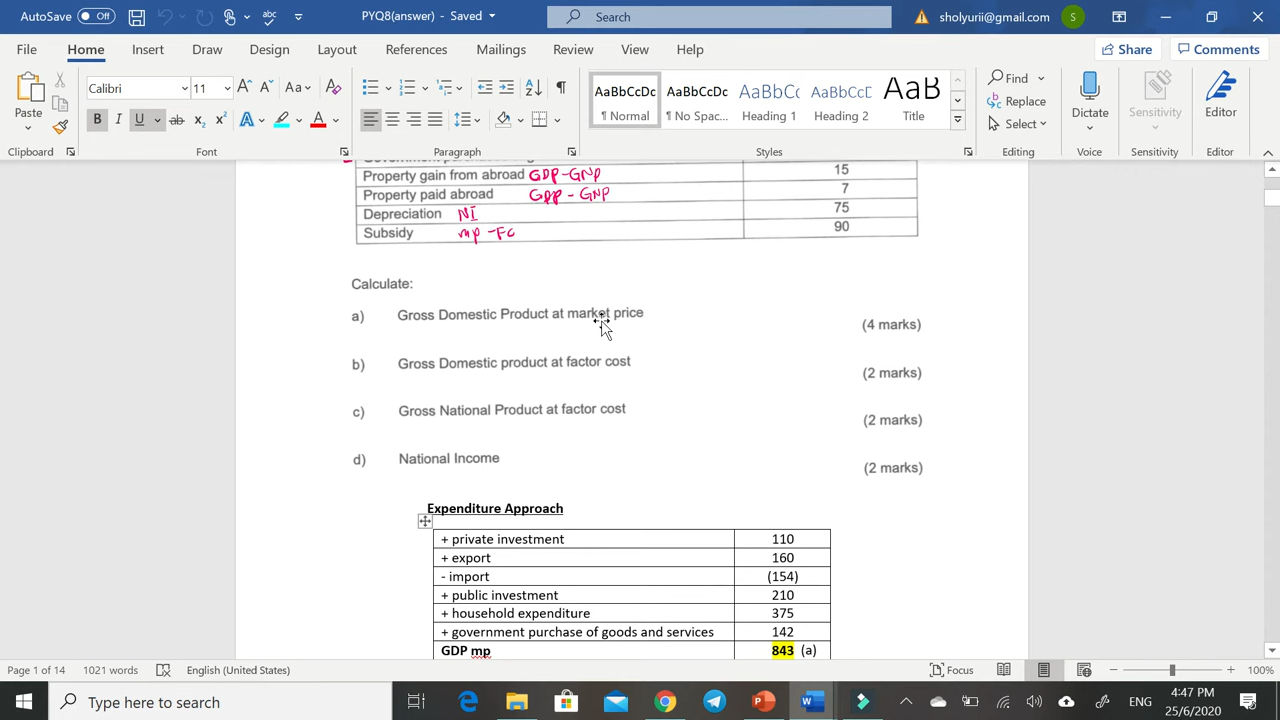 AutoSave Off PYQ8(answer) - Saved Search sholyurii@gmail.com S
File Home Insert Draw Design Layout References Mailings Review View Help Share Comments
Paste Calibri 11 Aa AaBbCcDc AaBbCcDc AaBbCc AaBbCcD AaB Find Replace Select Dictate Sensitivity Editor
¶ Normal ¶ No Spac... Heading 1 Heading 2 Title
Clipboard Font Paragraph Styles Editing Voice Sensitivity Editor
Property gain from abroad GDP-GNP 15
Property paid abroad GDP - GNP 7
Depreciation NI 75
Subsidy mp -FC 90
Calculate:
a) Gross Domestic Product at market price (4 marks)
b) Gross Domestic product at factor cost (2 marks)
c) Gross National Product at factor cost (2 marks)
d) National Income (2 marks)
Expenditure Approach
+ private investment 110
+ export 160
- import (154)
+ public investment 210
+ household expenditure 375
+ government purchase of goods and services 142
GDP mp 843 (a)
Page 1 of 14 1021 words English (United States) Focus 100%
Type here to search ENG 4:47 PM
25/6/2020